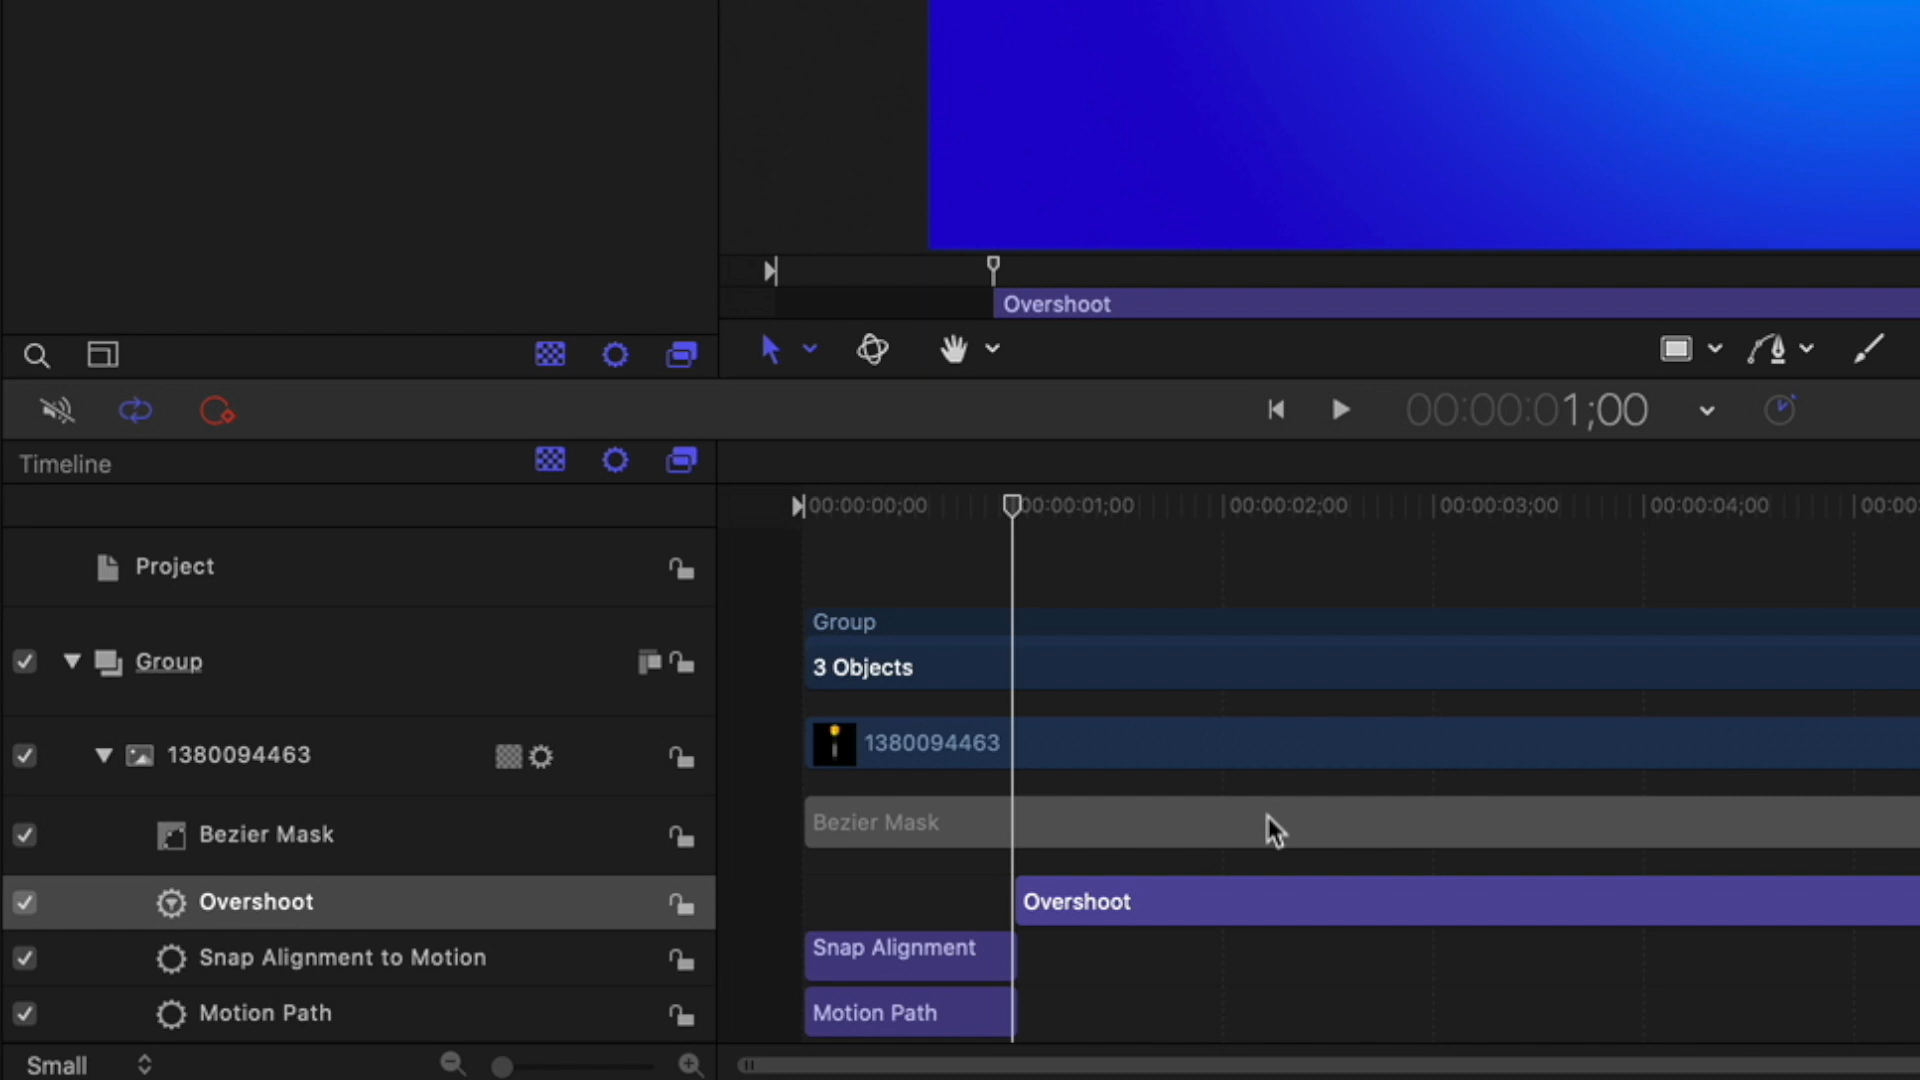 Overshoot
00:00:01;00
Timeline
00:00:00;00
00:00:01;00
00:00:02;00
00:00:03;00
00:00:04;00
Project
Group
Group
3 Objects
1380094463
1380094463
Bezier Mask
Bezier Mask
Overshoot
Overshoot
Snap Alignment to Motion
Snap Alignment
Motion Path
Motion Path
Small